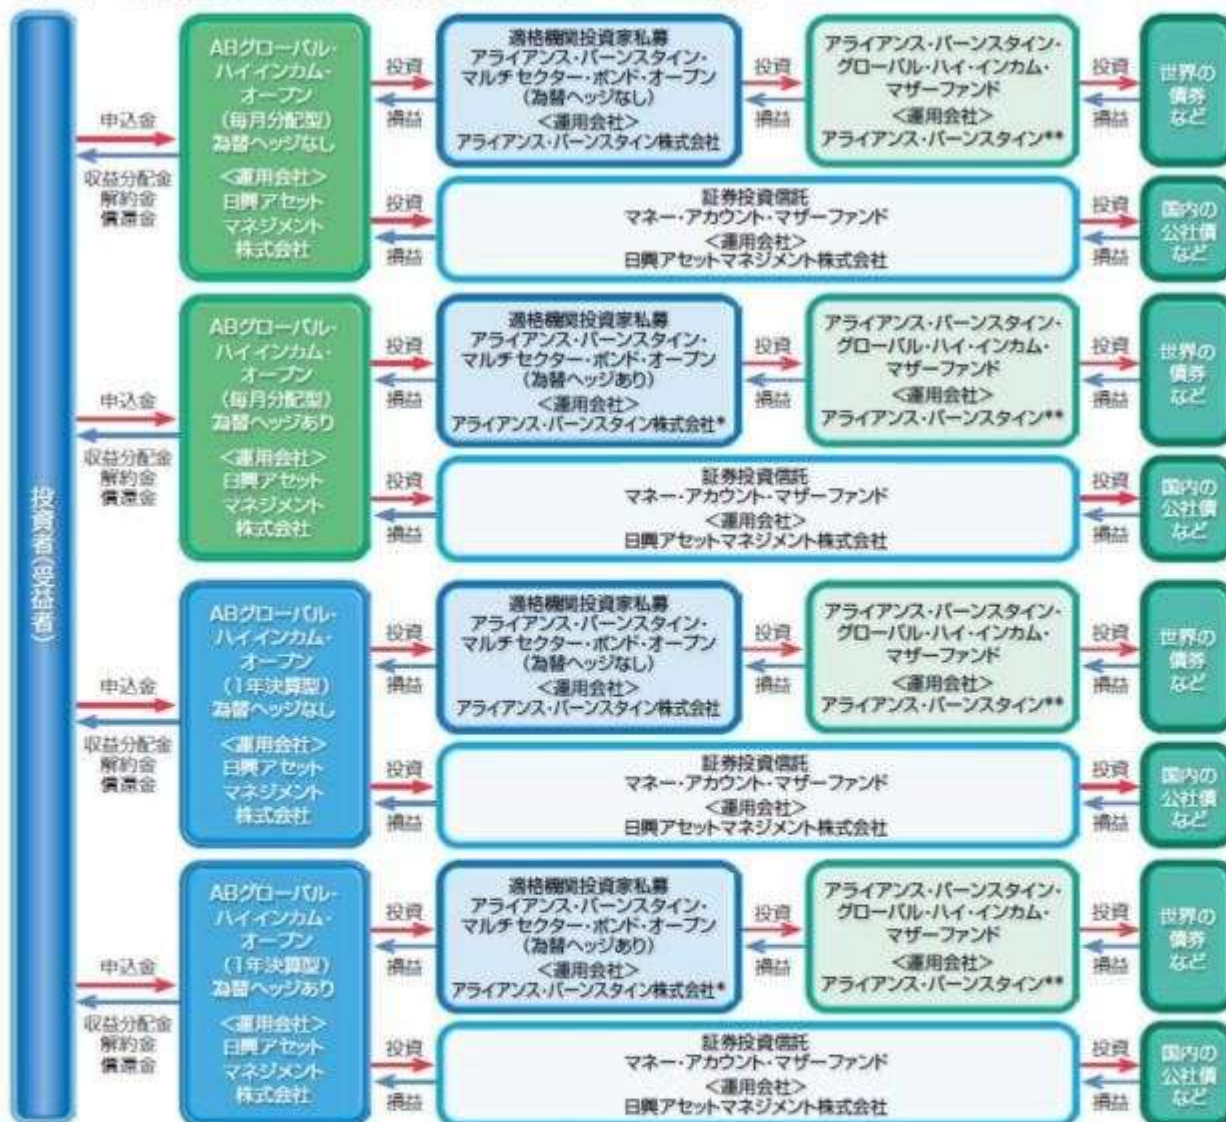 投資者(受益者)
申込金
収益分配金
解約金
償還金
ABグローバル・
ハイインカム・
オープン
(毎月分配型)
為替ヘッジなし
<運用会社>
日興アセット
マネジメント
株式会社
投資
損益
適格機関投資家私募
アライアンス・バーンスタイン・
マルチセクター・ボンド・オープン
(為替ヘッジなし)
<運用会社>
アライアンス・バーンスタイン株式会社
投資
損益
アライアンス・バーンスタイン・
グローバル・ハイ・インカム・
マザーファンド
<運用会社>
アライアンス・バーンスタイン**
投資
損益
世界の
債券
など
投資
損益
証券投資信託
マネー・アカウント・マザーファンド
<運用会社>
日興アセットマネジメント株式会社
投資
損益
国内の
公社債
など
申込金
収益分配金
解約金
償還金
ABグローバル・
ハイインカム・
オープン
(毎月分配型)
為替ヘッジあり
<運用会社>
日興アセット
マネジメント
株式会社
投資
損益
適格機関投資家私募
アライアンス・バーンスタイン・
マルチセクター・ボンド・オープン
(為替ヘッジあり)
<運用会社>
アライアンス・バーンスタイン株式会社*
投資
損益
アライアンス・バーンスタイン・
グローバル・ハイ・インカム・
マザーファンド
<運用会社>
アライアンス・バーンスタイン**
投資
損益
世界の
債券
など
投資
損益
証券投資信託
マネー・アカウント・マザーファンド
<運用会社>
日興アセットマネジメント株式会社
投資
損益
国内の
公社債
など
申込金
収益分配金
解約金
償還金
ABグローバル・
ハイインカム・
オープン
(1年決算型)
為替ヘッジなし
<運用会社>
日興アセット
マネジメント
株式会社
投資
損益
適格機関投資家私募
アライアンス・バーンスタイン・
マルチセクター・ボンド・オープン
(為替ヘッジなし)
<運用会社>
アライアンス・バーンスタイン株式会社
投資
損益
アライアンス・バーンスタイン・
グローバル・ハイ・インカム・
マザーファンド
<運用会社>
アライアンス・バーンスタイン**
投資
損益
世界の
債券
など
投資
損益
証券投資信託
マネー・アカウント・マザーファンド
<運用会社>
日興アセットマネジメント株式会社
投資
損益
国内の
公社債
など
申込金
収益分配金
解約金
償還金
ABグローバル・
ハイインカム・
オープン
(1年決算型)
為替ヘッジあり
<運用会社>
日興アセット
マネジメント
株式会社
投資
損益
適格機関投資家私募
アライアンス・バーンスタイン・
マルチセクター・ボンド・オープン
(為替ヘッジあり)
<運用会社>
アライアンス・バーンスタイン株式会社*
投資
損益
アライアンス・バーンスタイン・
グローバル・ハイ・インカム・
マザーファンド
<運用会社>
アライアンス・バーンスタイン**
投資
損益
世界の
債券
など
投資
損益
証券投資信託
マネー・アカウント・マザーファンド
<運用会社>
日興アセットマネジメント株式会社
投資
損益
国内の
公社債
など